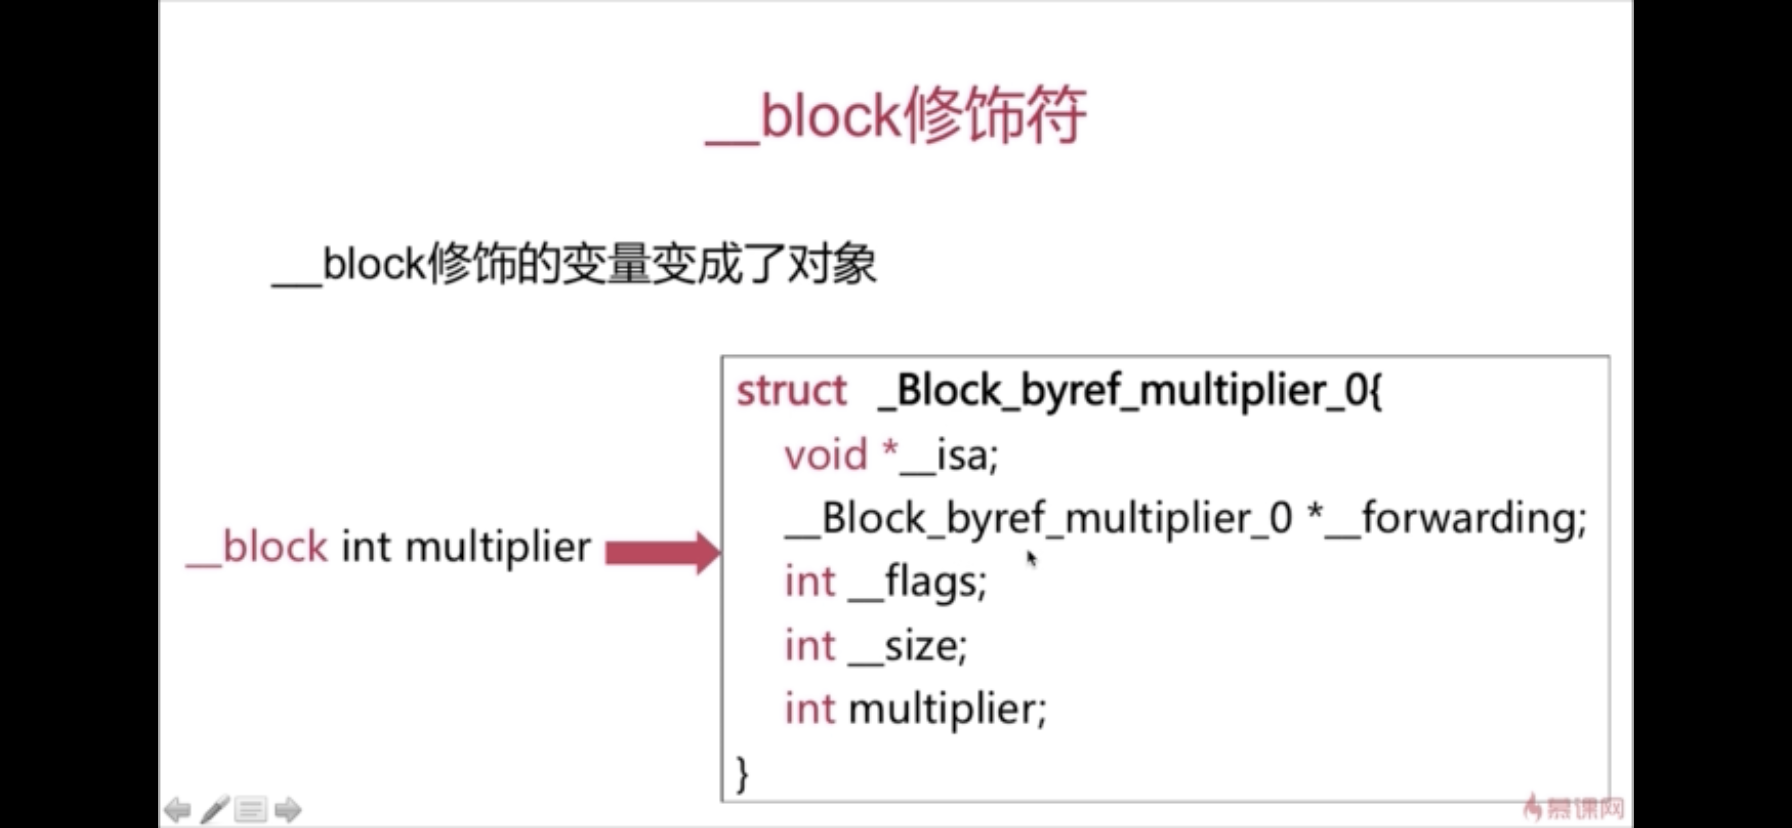 __block修饰符
__block修饰的变量变成了对象
struct _Block_byref_multiplier_0{
void *__isa;
__Block_byref_multiplier_0 *__forwarding;
__block int multiplier
int __flags;
int __size;
int multiplier;
}
慕课网